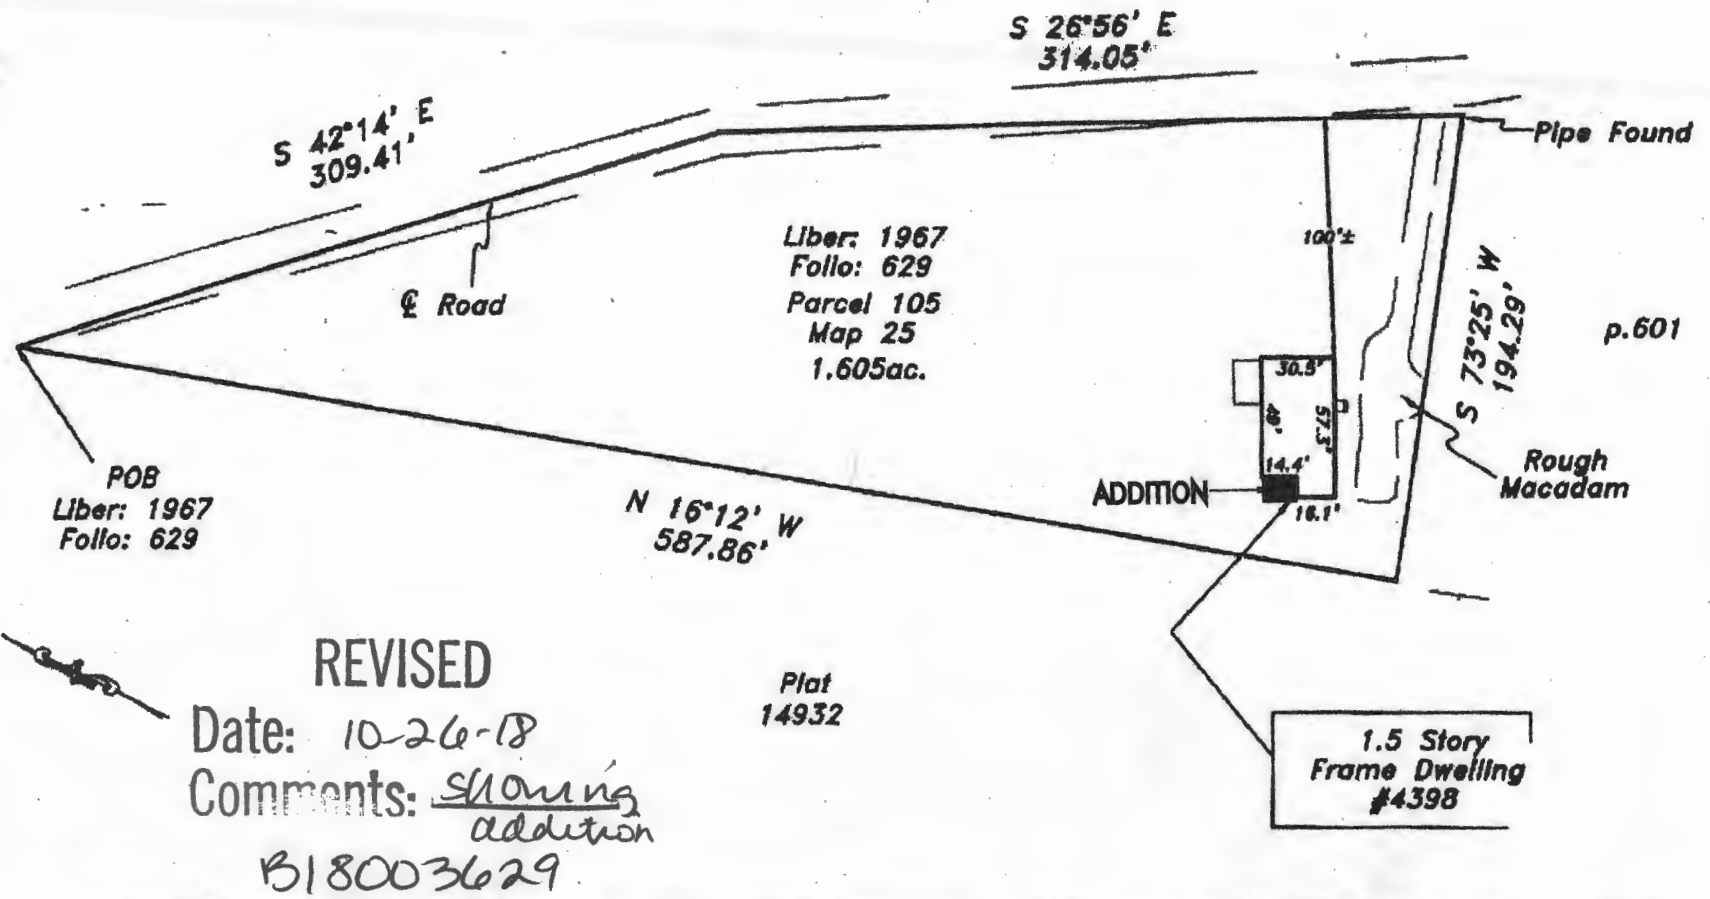 S 26°56' E
314.05'
S 42°14' E
309.41'
Pipe Found
Liber: 1967
Folio: 629
Parcel 105
Map 25
1.605ac.
100'±
℄ Road
S 73°25' W
194.29'
p.601
30.5'
49'
57.3'
14.4'
ADDITION
16.1'
Rough
Macadam
POB
Liber: 1967
Folio: 629
N 16°12' W
587.86'
REVISED
Date: 10-26-18
Comments: showing
addition
B18003629
Plat
14932
1.5 Story
Frame Dwelling
#4398